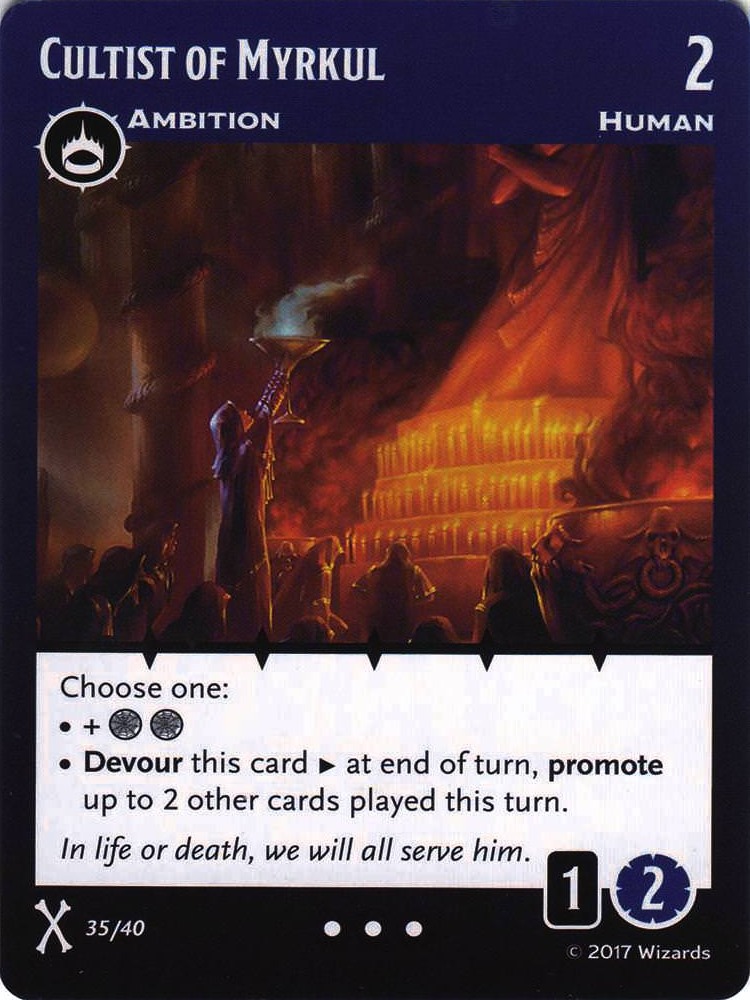 CULTIST OF MYRKUL 2
AMBITION HUMAN
Choose one:
• +
• Devour this card ▸ at end of turn, promote
up to 2 other cards played this turn.
In life or death, we will all serve him.
1 2
35/40
© 2017 Wizards